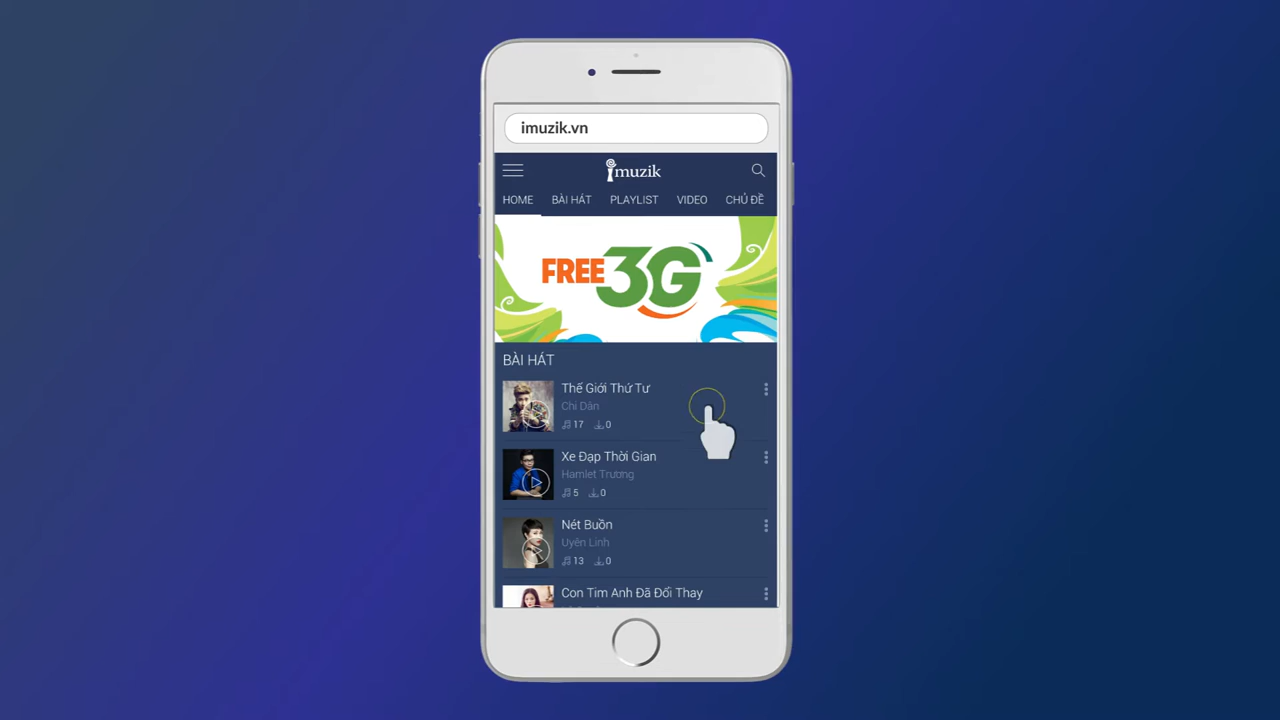 imuzik.vn
imuzik
HOME BÀI HÁT PLAYLIST VIDEO CHỦ ĐỀ
FREE 3G
BÀI HÁT
Thế Giới Thứ Tư
Chi Dân
17 0
Xe Đạp Thời Gian
Hamlet Trương
5 0
Nét Buồn
Uyên Linh
13 0
Con Tim Anh Đã Đổi Thay